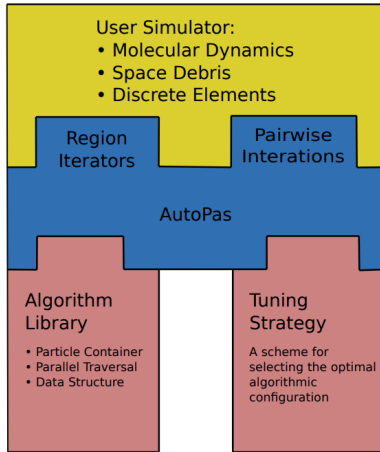 User Simulator:
• Molecular Dynamics
• Space Debris
• Discrete Elements
Region
Iterators
Pairwise
Interations
AutoPas
Algorithm
Library
• Particle Container
• Parallel Traversal
• Data Structure
Tuning
Strategy
A scheme for
selecting the optimal
algorithmic
configuration